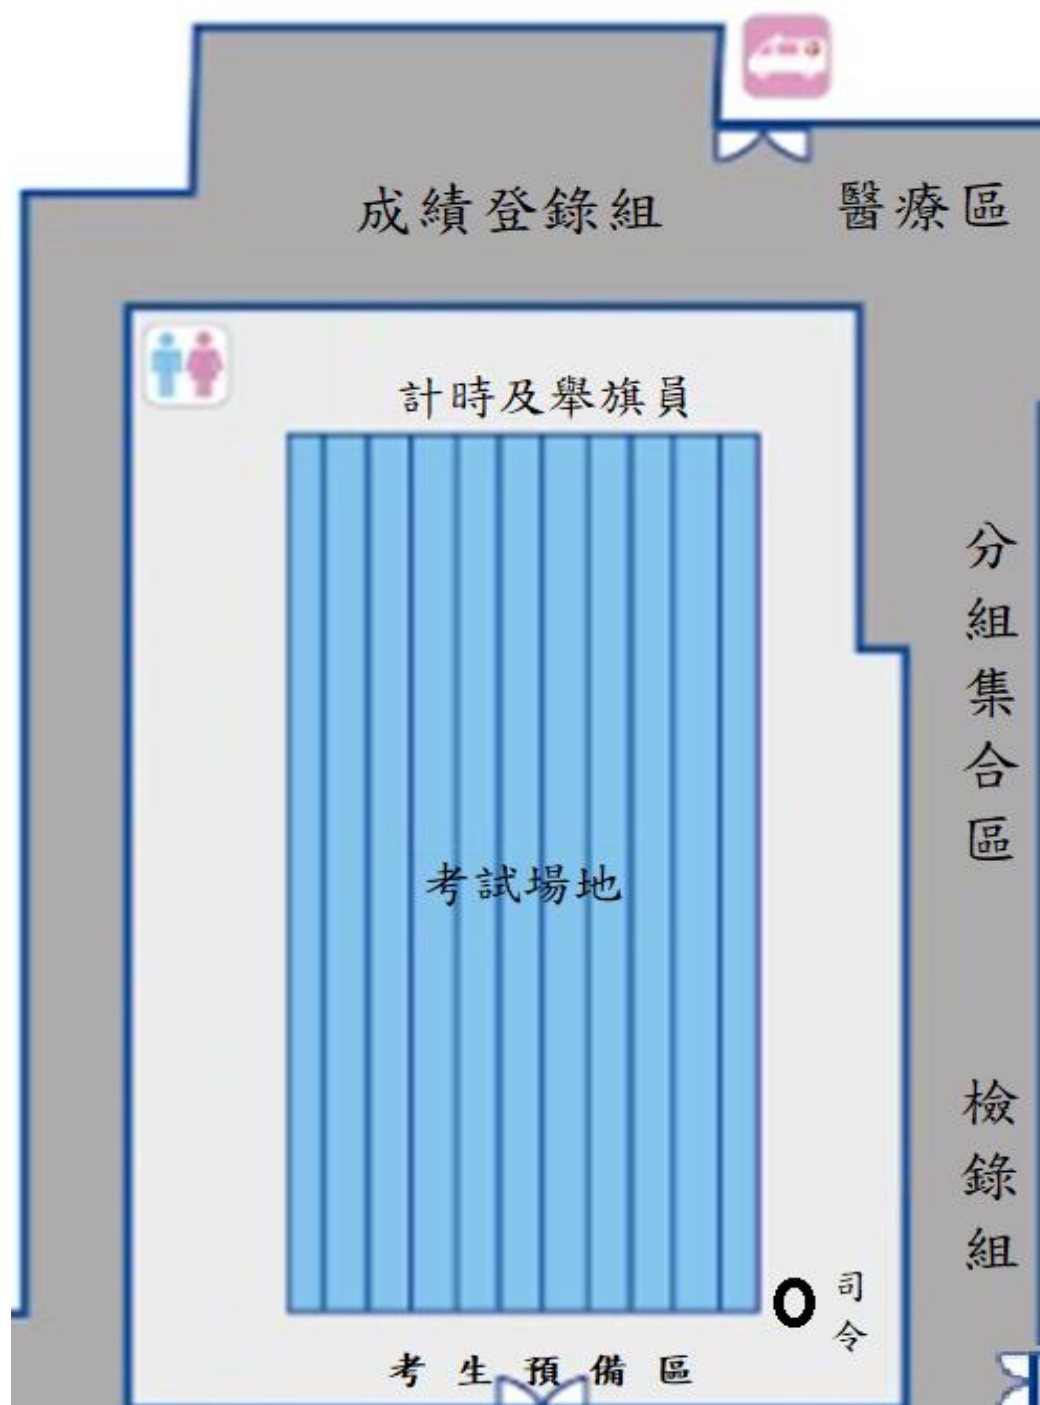 成績登錄組
醫療區
計時及舉旗員
分組集合區
考試場地
檢錄組
司令
考生預備區